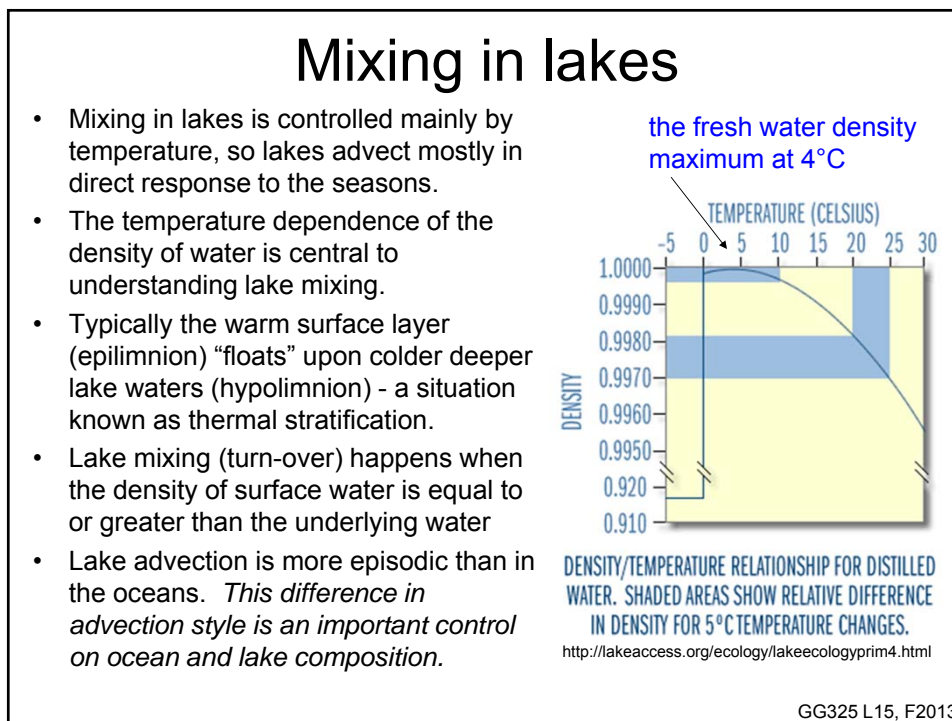 Mixing in lakes
• Mixing in lakes is controlled mainly by
temperature, so lakes advect mostly in
direct response to the seasons.
• The temperature dependence of the
density of water is central to
understanding lake mixing.
• Typically the warm surface layer
(epilimnion) “floats” upon colder deeper
lake waters (hypolimnion) - a situation
known as thermal stratification.
• Lake mixing (turn-over) happens when
the density of surface water is equal to
or greater than the underlying water
• Lake advection is more episodic than in
the oceans. This difference in
advection style is an important control
on ocean and lake composition.
the fresh water density
maximum at 4°C
TEMPERATURE (CELSIUS)
-5 0 5 10 15 20 25 30
1.0000
0.9990
0.9980
0.9970
0.9960
0.9950
0.920
0.910
DENSITY
DENSITY/TEMPERATURE RELATIONSHIP FOR DISTILLED
WATER. SHADED AREAS SHOW RELATIVE DIFFERENCE
IN DENSITY FOR 5ºC TEMPERATURE CHANGES.
http://lakeaccess.org/ecology/lakeecologyprim4.html
GG325 L15, F2013